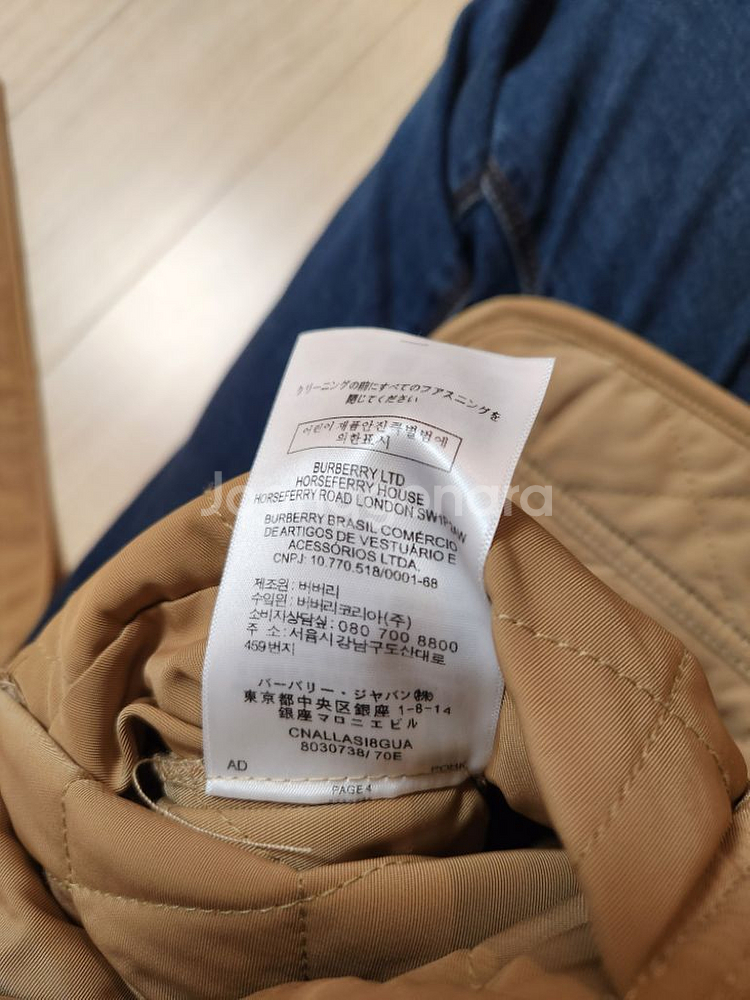 クリーニングの前にすべてのファスニングを
閉じてください
어린이제품안전특별법에
의한표시
BURBERRY LTD
HORSEFERRY HOUSE
HORSEFERRY ROAD LONDON SW1P
BURBERRY BRASIL COMÉRCIO
DE ARTIGOS DE VESTUÁRIO E
ACESSÓRIOS LTDA.
CNPJ: 10.770.518/0001-68
제조원: 버버리
수입원: 버버리코리아(주)
소비자상담실: 080 700 8800
주 소: 서울시강남구도산대로
459번지
バーバリー・ジャパン㈱
東京都中央区銀座 1-8-14
銀座マロニエビル
CNALLASI8GUA
8030738/ 70E
AD
PAGE 4